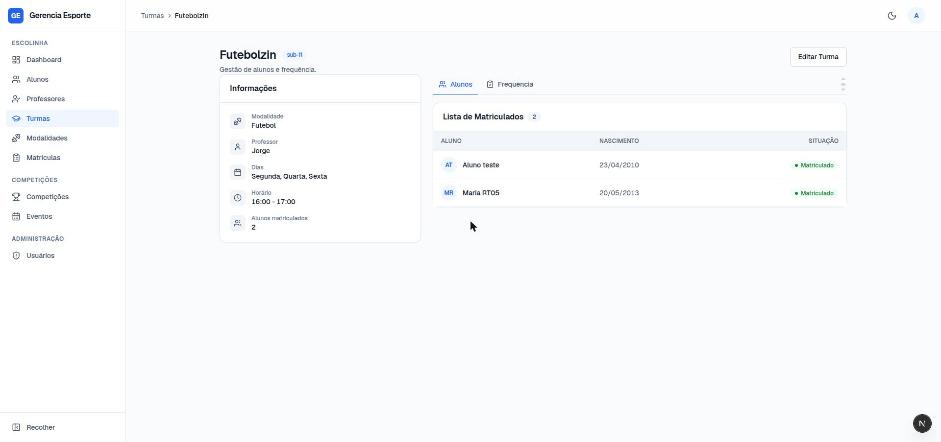 GE Gerencia Esporte
Turmas > Futebolzin
A
ESCOLINHA
Dashboard
Alunos
Professores
Turmas
Modalidades
Matrículas
COMPETIÇÕES
Competições
Eventos
ADMINISTRAÇÃO
Usuários
Recolher
Futebolzin sub-11
Gestão de alunos e frequência.
Editar Turma
Informações
Modalidade
Futebol
Professor
Jorge
Dias
Segunda, Quarta, Sexta
Horário
16:00 - 17:00
Alunos matriculados
2
Alunos Frequência
Lista de Matriculados 2
ALUNO NASCIMENTO SITUAÇÃO
AT Aluno teste 23/04/2010 Matriculado
MR Maria RT05 20/05/2013 Matriculado
N